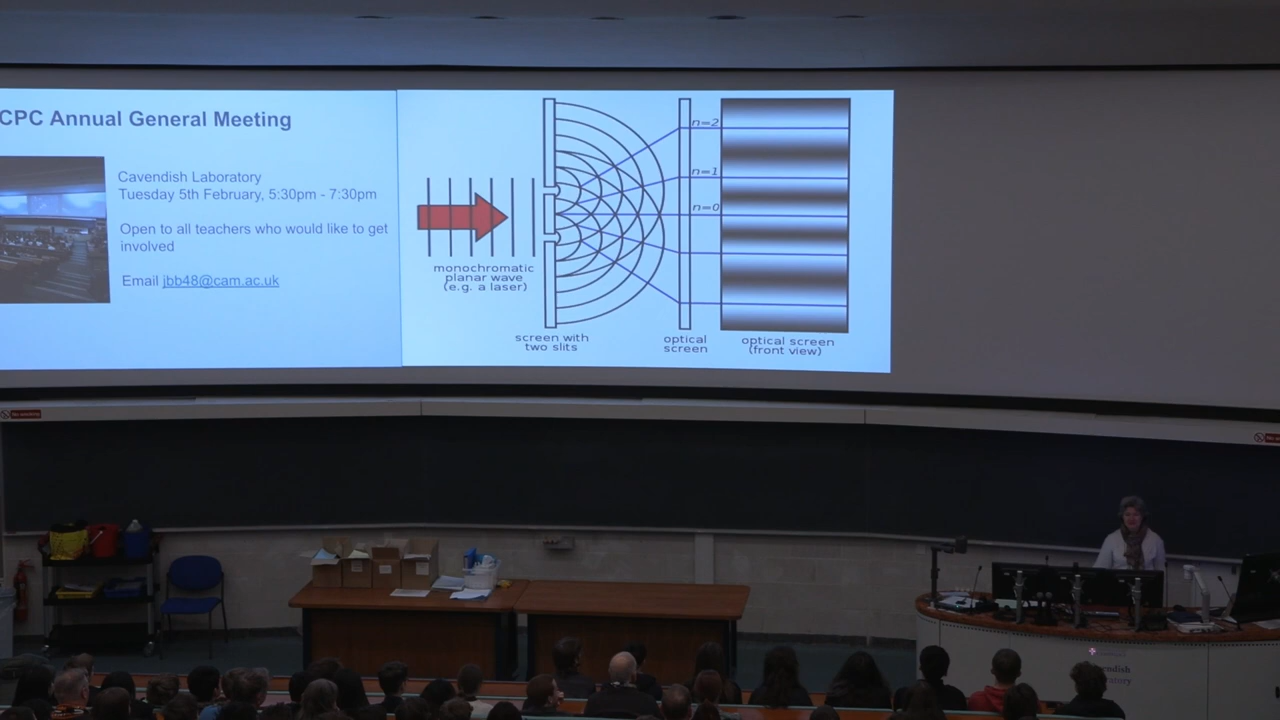 CPC Annual General Meeting
Cavendish Laboratory
Tuesday 5th February, 5:30pm - 7:30pm
Open to all teachers who would like to get
involved
Email jbb48@cam.ac.uk
n=2
n=1
n=0
monochromatic
planar wave
(e.g. a laser)
screen with
two slits
optical
screen
optical screen
(front view)